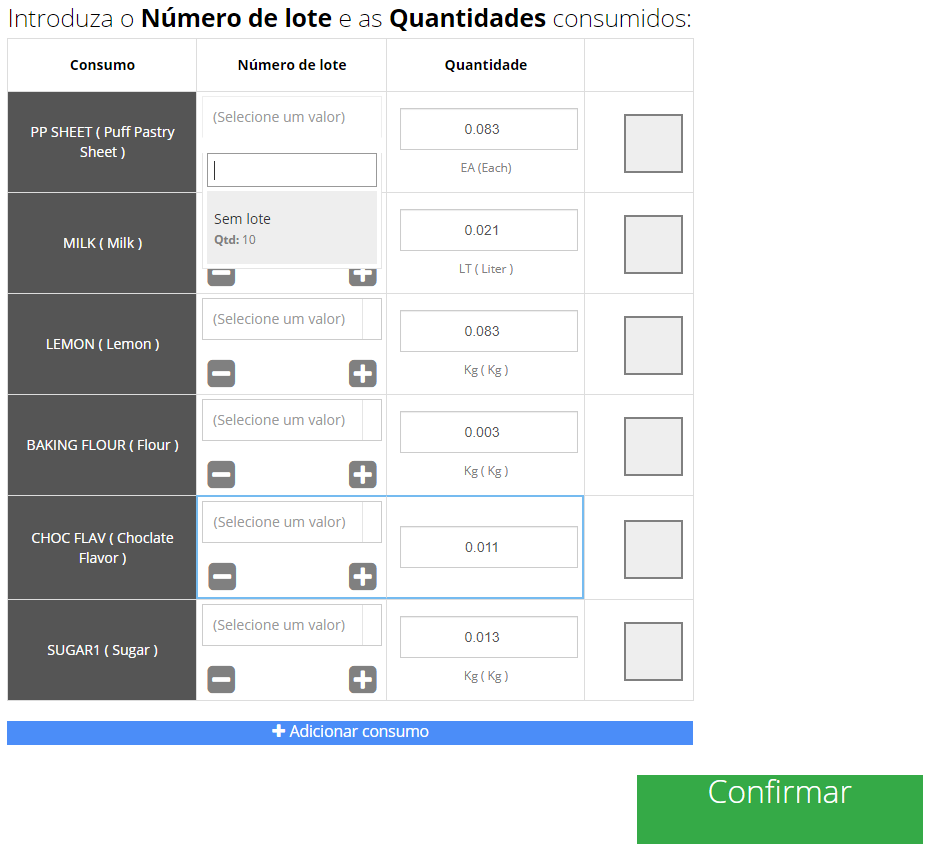 Introduza o Número de lote e as Quantidades consumidos:
Consumo Número de lote Quantidade
PP SHEET ( Puff Pastry
Sheet )
(Selecione um valor)
0.083
EA (Each)
Sem lote
Qtd: 10
MILK ( Milk )
0.021
LT ( Liter )
LEMON ( Lemon )
(Selecione um valor)
0.083
Kg ( Kg )
BAKING FLOUR ( Flour )
(Selecione um valor)
0.003
Kg ( Kg )
CHOC FLAV ( Choclate
Flavor )
(Selecione um valor)
0.011
SUGAR1 ( Sugar )
(Selecione um valor)
0.013
Kg ( Kg )
Adicionar consumo
Confirmar